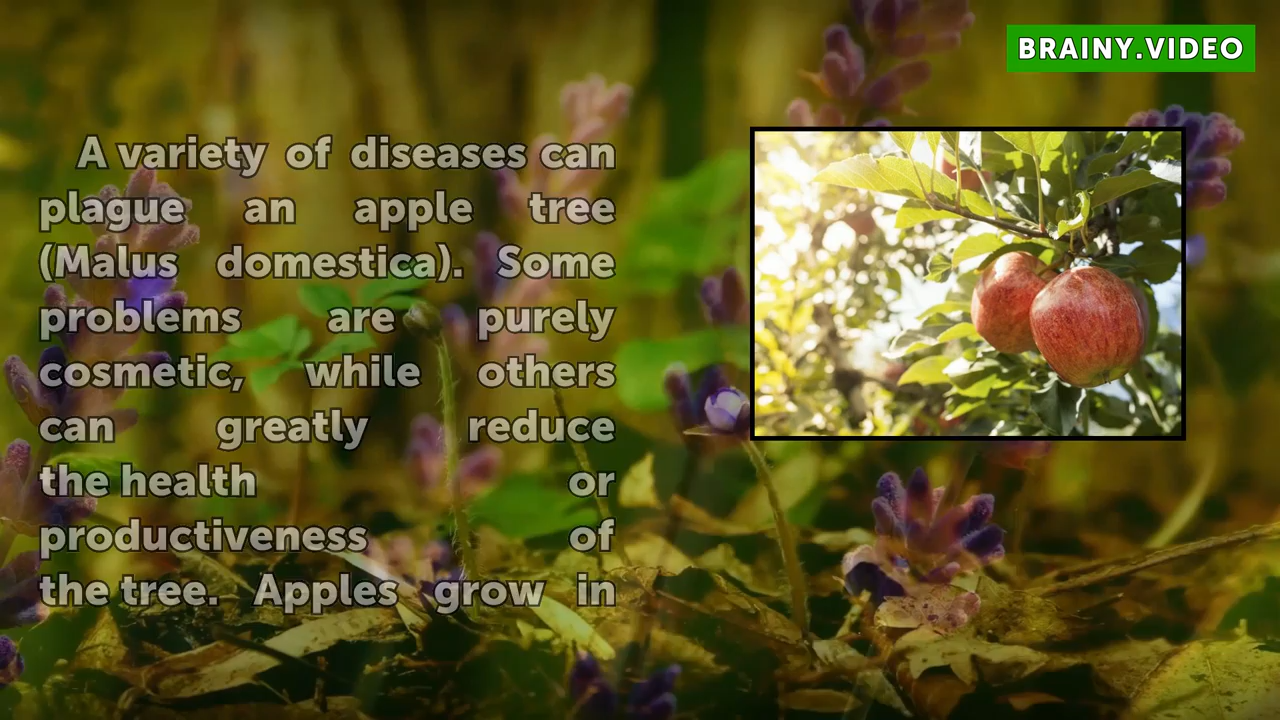 BRAINY.VIDEO
A variety of diseases can
plague an apple tree
(Malus domestica). Some
problems are purely
cosmetic, while others
can greatly reduce
the health or
productiveness of
the tree. Apples grow in